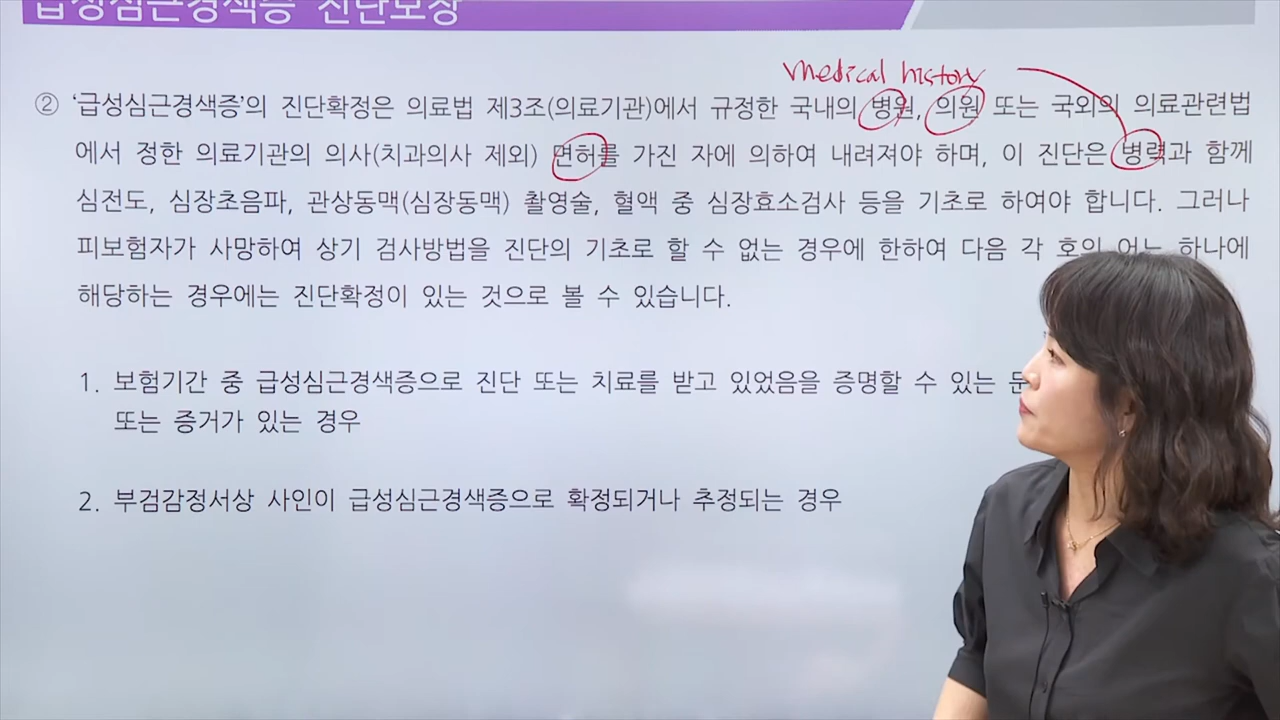 급성심근경색증 진단보장
medical history
② ‘급성심근경색증’의 진단확정은 의료법 제3조(의료기관)에서 규정한 국내의 병원, 의원 또는 국외의 의료관련법
에서 정한 의료기관의 의사(치과의사 제외) 면허를 가진 자에 의하여 내려져야 하며, 이 진단은 병력과 함께
심전도, 심장초음파, 관상동맥(심장동맥) 촬영술, 혈액 중 심장효소검사 등을 기초로 하여야 합니다. 그러나
피보험자가 사망하여 상기 검사방법을 진단의 기초로 할 수 없는 경우에 한하여 다음 각 호의 어느 하나에
해당하는 경우에는 진단확정이 있는 것으로 볼 수 있습니다.
1. 보험기간 중 급성심근경색증으로 진단 또는 치료를 받고 있었음을 증명할 수 있는
또는 증거가 있는 경우
2. 부검감정서상 사인이 급성심근경색증으로 확정되거나 추정되는 경우